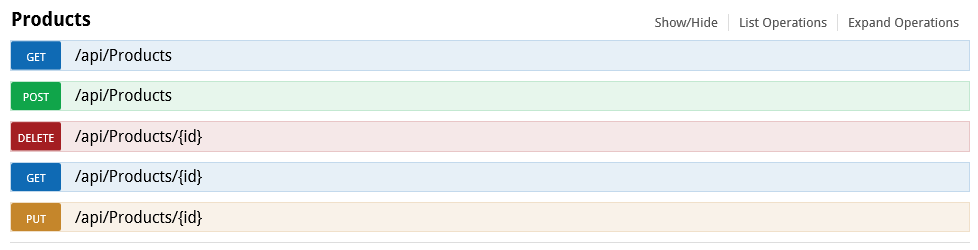 Products Show/Hide List Operations Expand Operations
GET /api/Products
POST /api/Products
DELETE /api/Products/{id}
GET /api/Products/{id}
PUT /api/Products/{id}